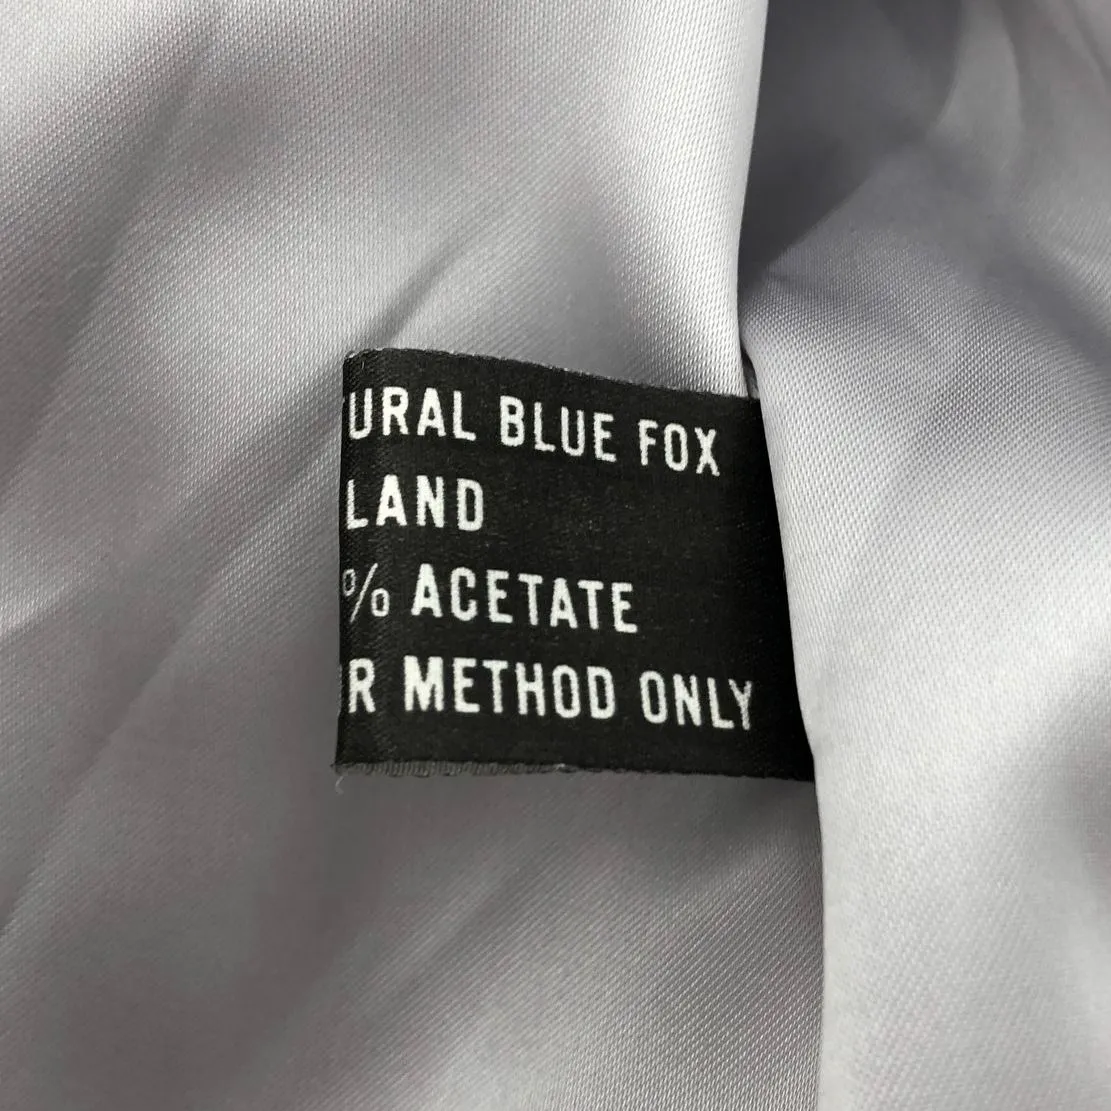 URAL BLUE FOX
LAND
% ACETATE
R METHOD ONLY